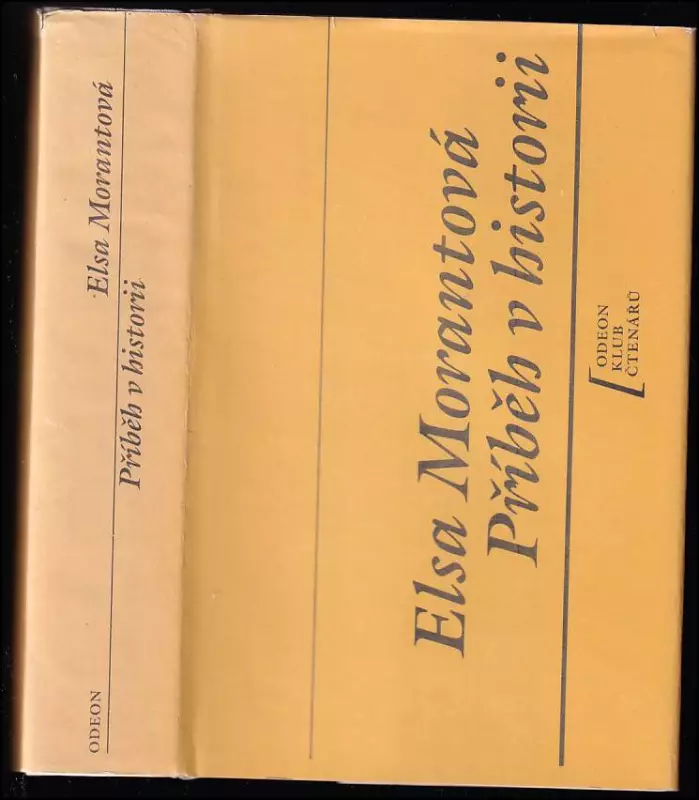 Elsa Morantová
Příběh v historii
ODEON
Elsa Morantová
Příběh v historii
ODEON
KLUB
ČTENÁŘŮ